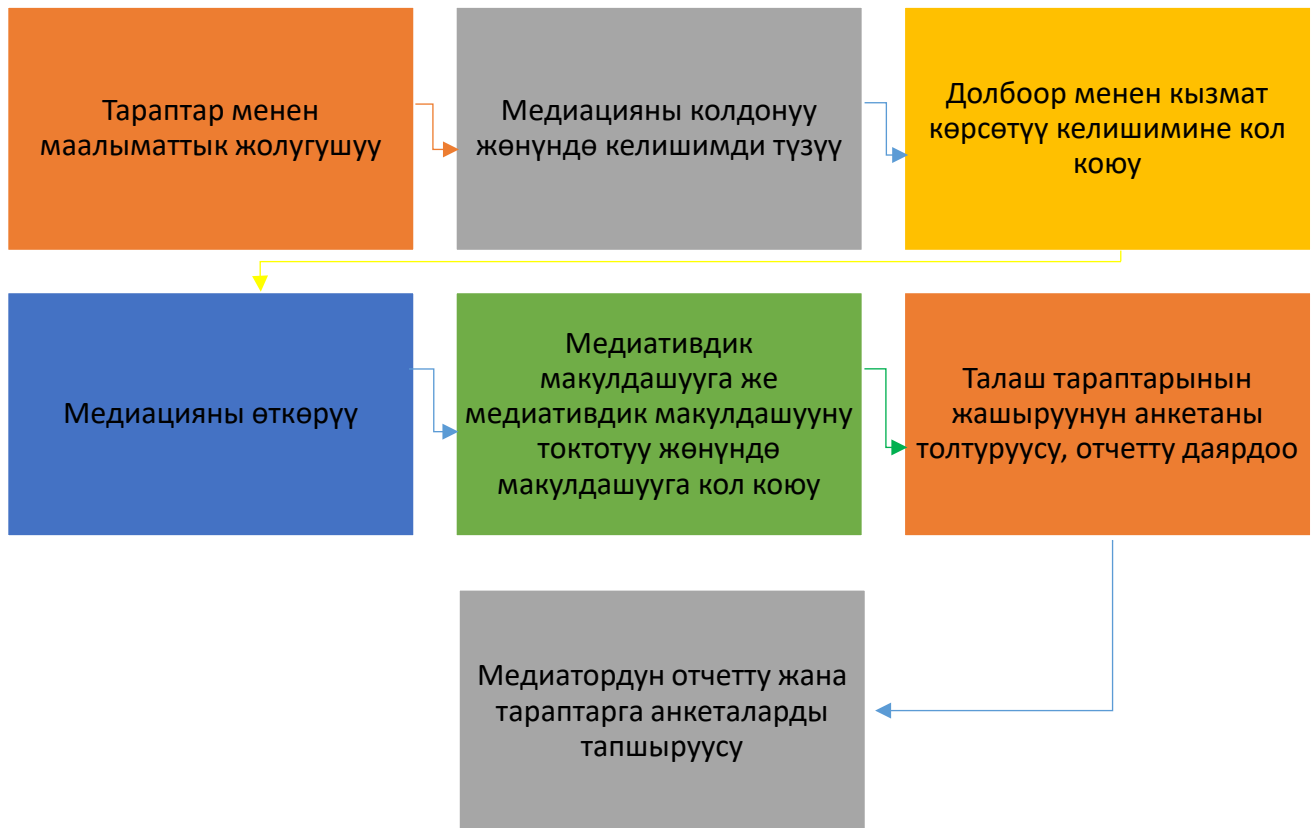 Тараптар менен
маалыматтык жолугушуу
Медиацияны колдонуу
жөнүндө келишимди түзүү
Долбоор менен кызмат
көрсөтүү келишимине кол
коюу
Медиацияны өткөрүү
Медиативдик
макулдашууга же
медиативдик макулдашууну
токтотуу жөнүндө
макулдашууга кол коюу
Талаш тараптарынын
жашыруунун анкетаны
толтуруусу, отчетту даярдоо
Медиатордун отчетту жана
тараптарга анкеталарды
тапшыруусу